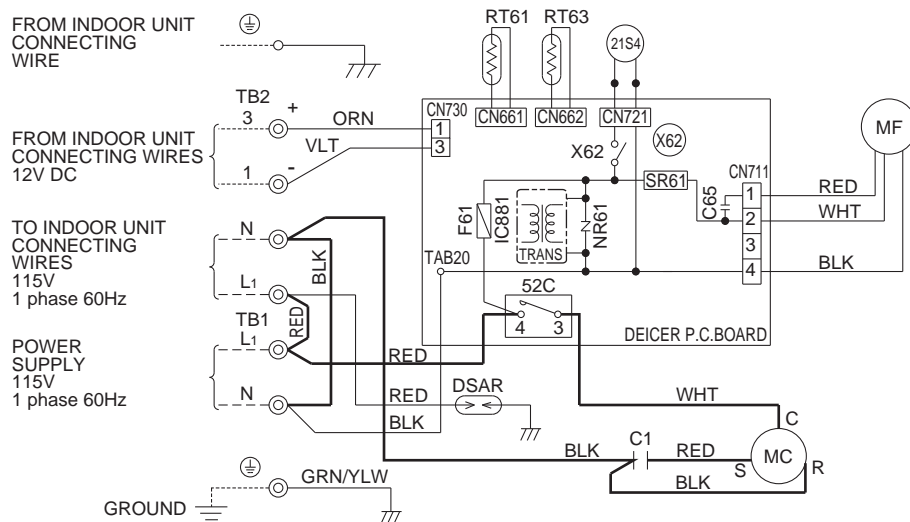 FROM INDOOR UNIT
CONNECTING
WIRE
RT61 RT63
21S4
TB2
3 +
ORN
CN730
1
3
CN661
CN662
CN721
FROM INDOOR UNIT
CONNECTING WIRES
12V DC
VLT
1 -
X62
X62
MF
CN711
SR61
C65
1
2
3
4
RED
WHT
BLK
F61
IC881
TRANS
NR61
TO INDOOR UNIT
CONNECTING
WIRES
115V
1 phase 60Hz
N
BLK
TAB20
L1
RED
52C
4 3
DEICER P.C.BOARD
TB1
L1
POWER
SUPPLY
115V
1 phase 60Hz
RED
N
RED
DSAR
BLK
WHT
C
BLK
C1
RED
S
MC
R
BLK
GRN/YLW
GROUND